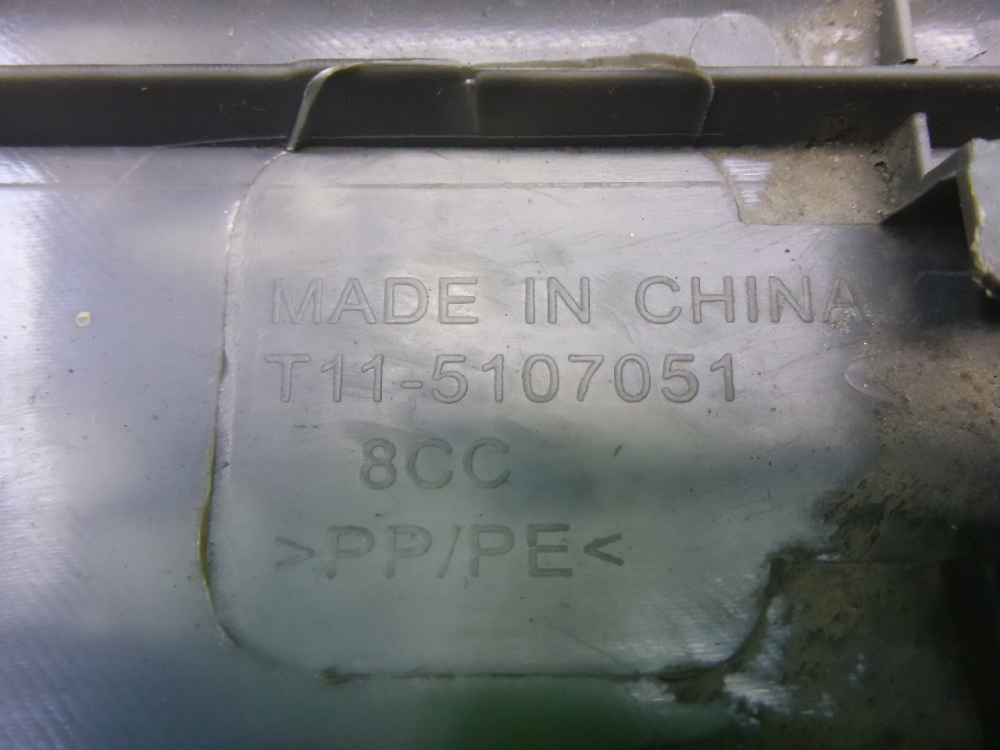 MADE IN CHINA
T11-5107051
8CC
>PP/PE<